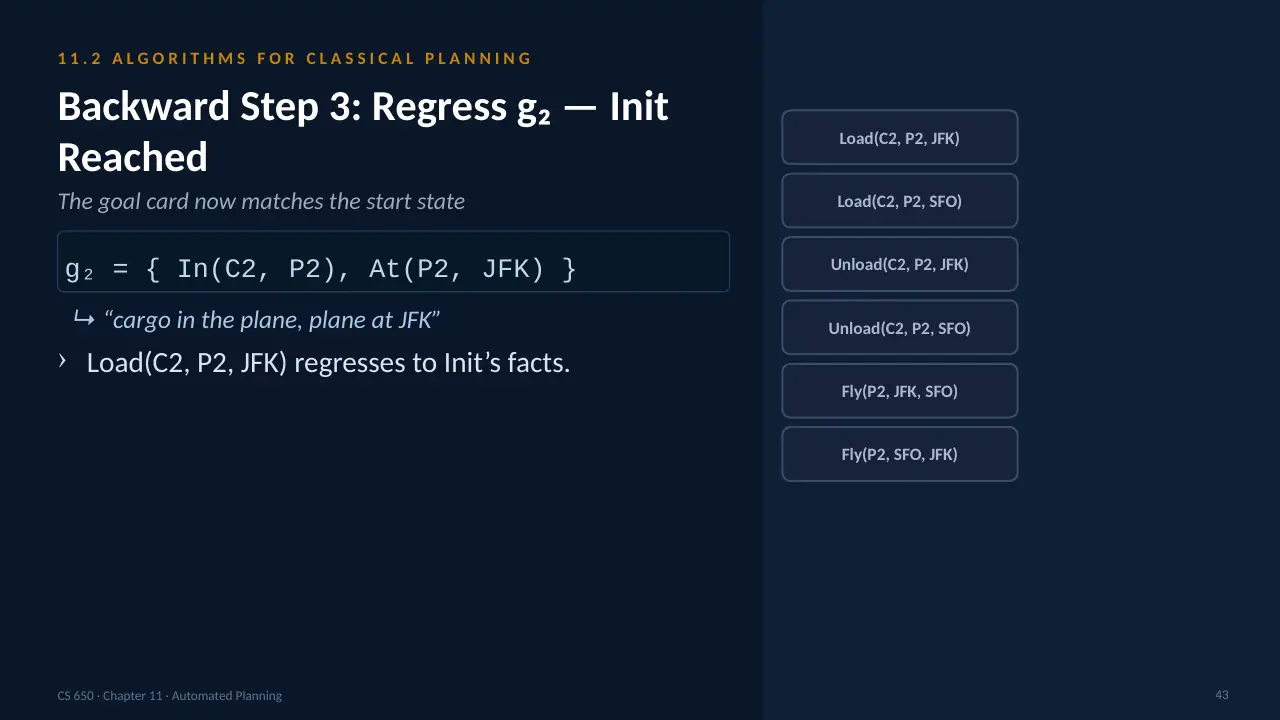 11.2 ALGORITHMS FOR CLASSICAL PLANNING
Backward Step 3: Regress g₂ — Init
Reached
The goal card now matches the start state
g₂ = { In(C2, P2), At(P2, JFK) }
↪ “cargo in the plane, plane at JFK”
› Load(C2, P2, JFK) regresses to Init’s facts.
Load(C2, P2, JFK)
Load(C2, P2, SFO)
Unload(C2, P2, JFK)
Unload(C2, P2, SFO)
Fly(P2, JFK, SFO)
Fly(P2, SFO, JFK)
CS 650 · Chapter 11 · Automated Planning
43